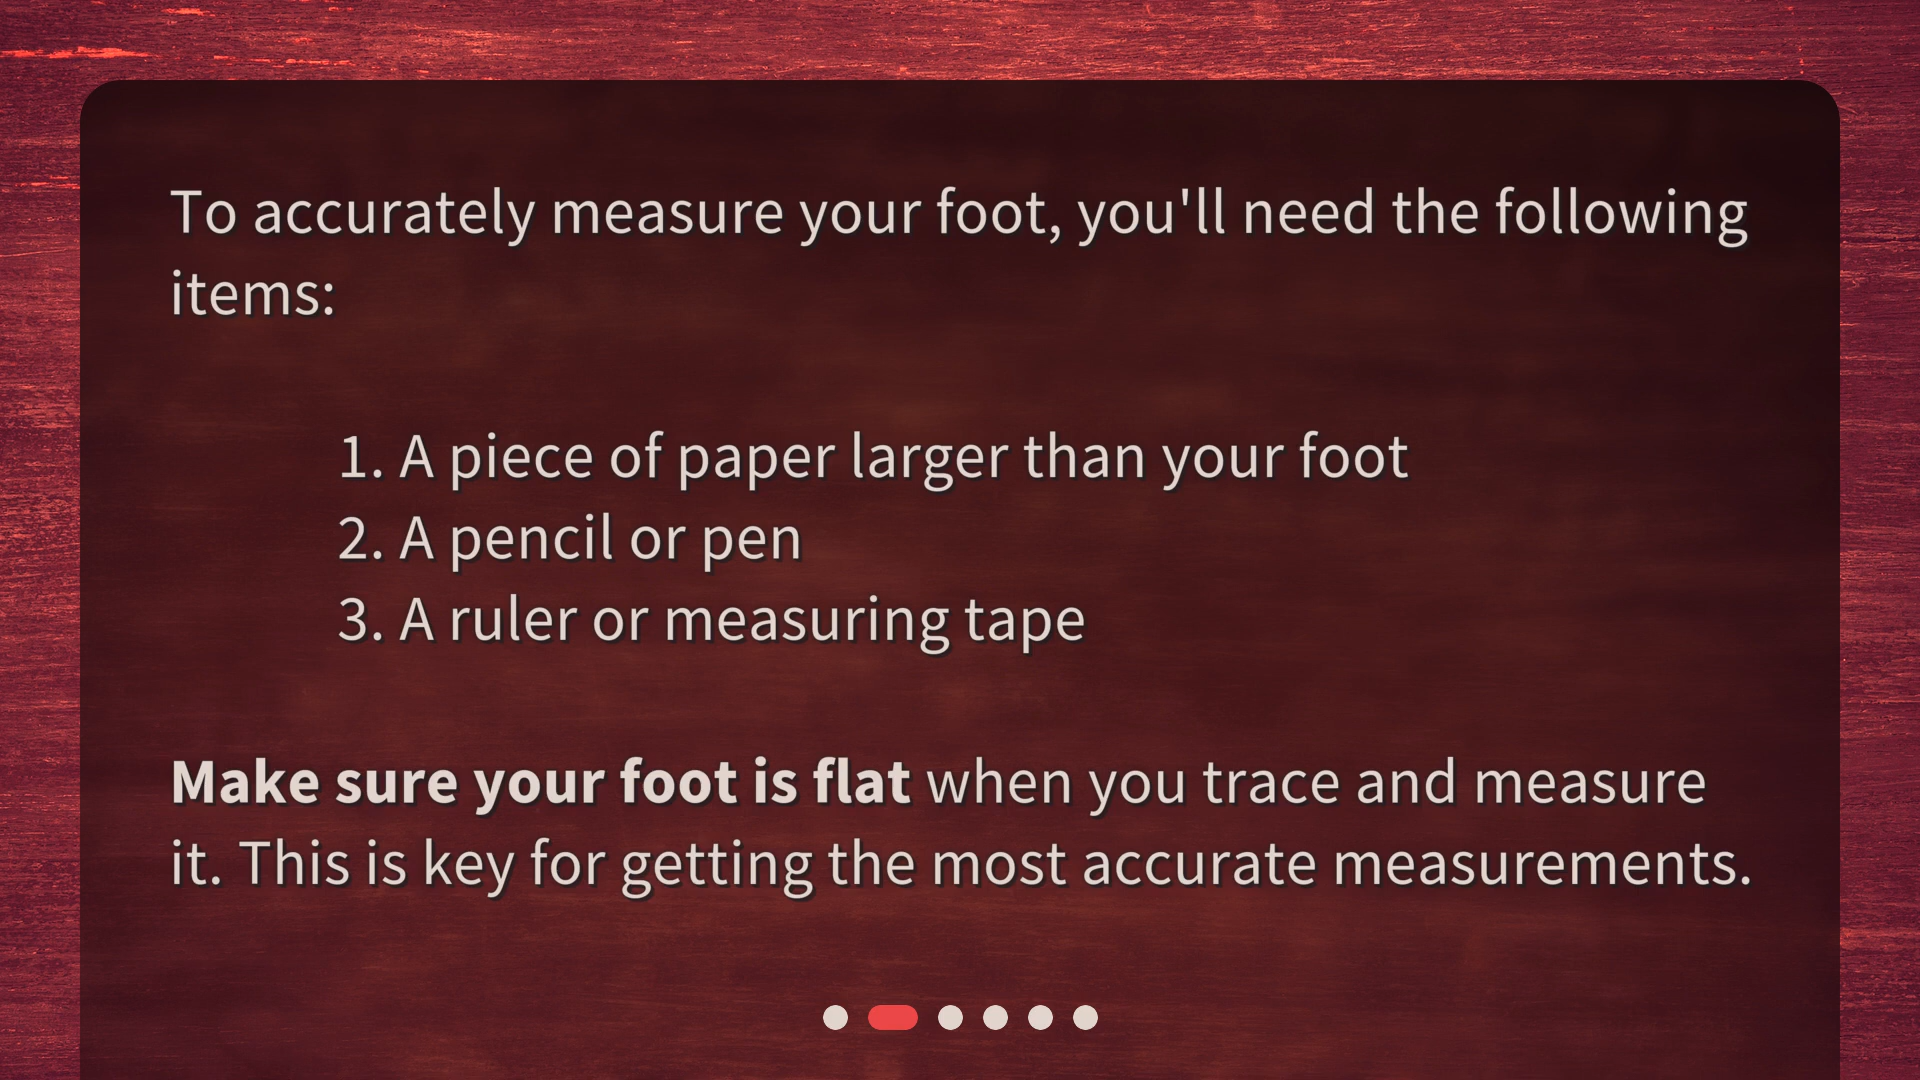 To accurately measure your foot, you'll need the following
items:
1. A piece of paper larger than your foot
2. A pencil or pen
3. A ruler or measuring tape
Make sure your foot is flat when you trace and measure
it. This is key for getting the most accurate measurements.